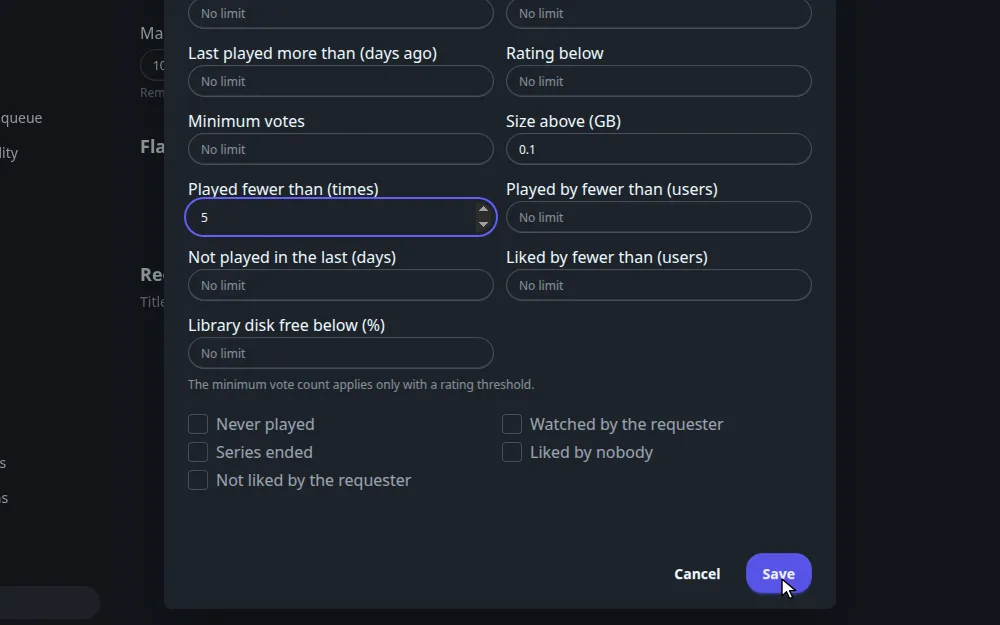 No limit
No limit
Ma
Last played more than (days ago)
Rating below
10
No limit
No limit
Rem
queue
Minimum votes
Size above (GB)
Fla
lity
No limit
0.1
Played fewer than (times)
Played by fewer than (users)
5
No limit
Not played in the last (days)
Liked by fewer than (users)
Re
No limit
No limit
Title
Library disk free below (%)
No limit
The minimum vote count applies only with a rating threshold.
Never played
Watched by the requester
Series ended
Liked by nobody
s
Not liked by the requester
s
Cancel
Save